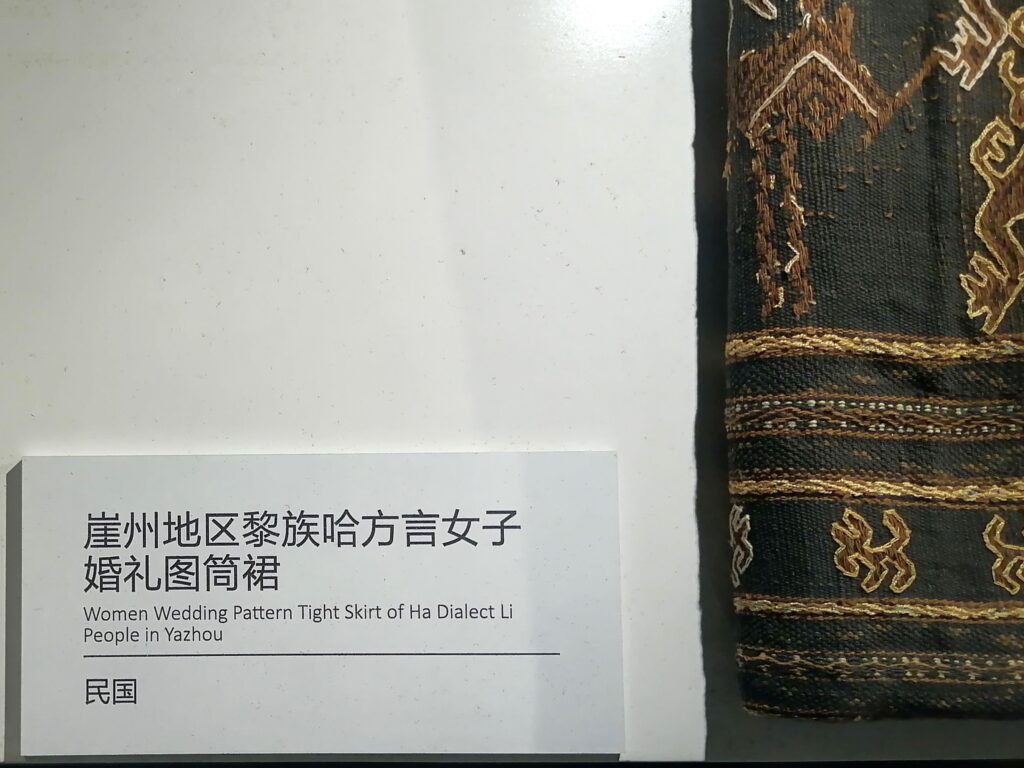 崖州地区黎族哈方言女子
婚礼图筒裙
Women Wedding Pattern Tight Skirt of Ha Dialect Li
People in Yazhou
民国